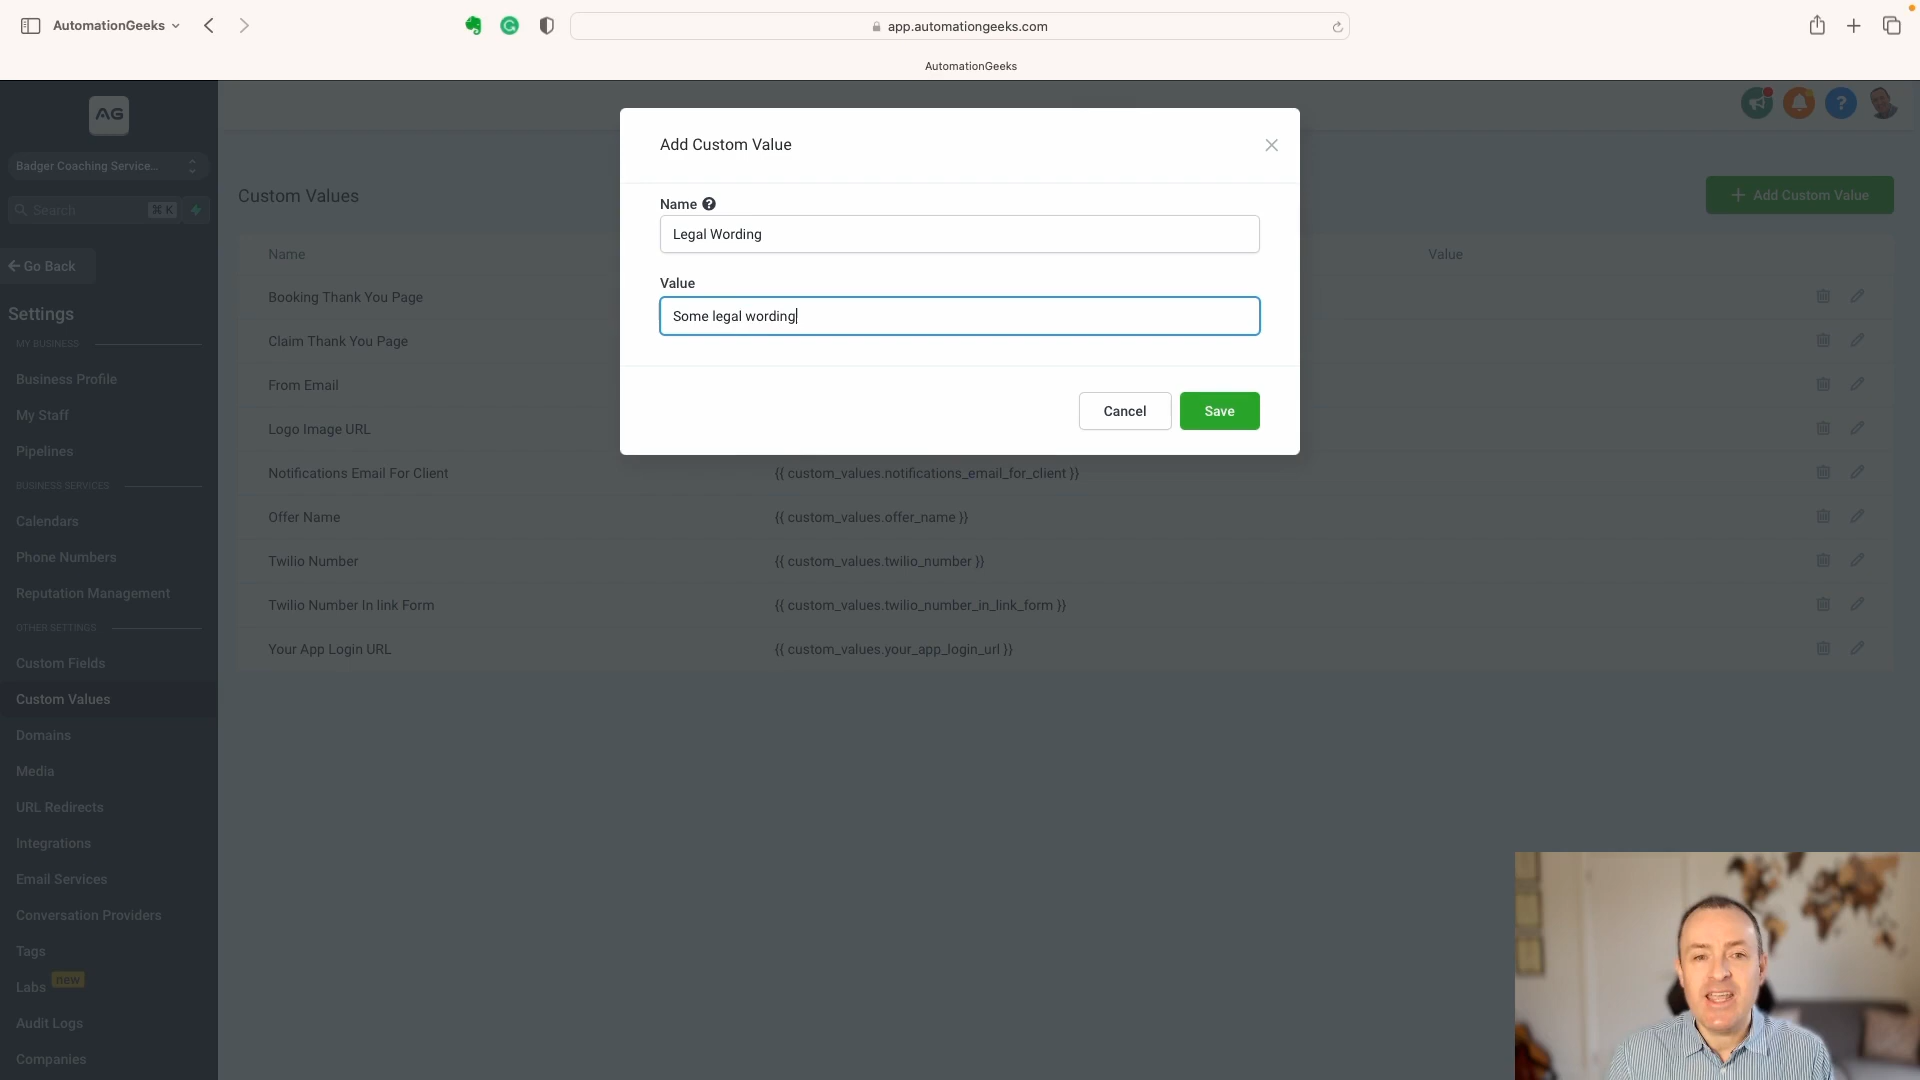 AutomationGeeks
app.automationgeeks.com
AutomationGeeks
AG
Badger Coaching Service...
Search ⌘ K
Go Back
Settings
MY BUSINESS
Business Profile
My Staff
Pipelines
BUSINESS SERVICES
Calendars
Phone Numbers
Reputation Management
OTHER SETTINGS
Custom Fields
Custom Values
Domains
Media
URL Redirects
Integrations
Email Services
Conversation Providers
Tags
Labs new
Audit Logs
Companies
Custom Values
+ Add Custom Value
Name Value
Booking Thank You Page
Claim Thank You Page
From Email
Logo Image URL
Notifications Email For Client {{ custom_values.notifications_email_for_client }}
Offer Name {{ custom_values.offer_name }}
Twilio Number {{ custom_values.twilio_number }}
Twilio Number In link Form {{ custom_values.twilio_number_in_link_form }}
Your App Login URL {{ custom_values.your_app_login_url }}
Add Custom Value
Name ?
Legal Wording
Value
Some legal wording
Cancel Save
?